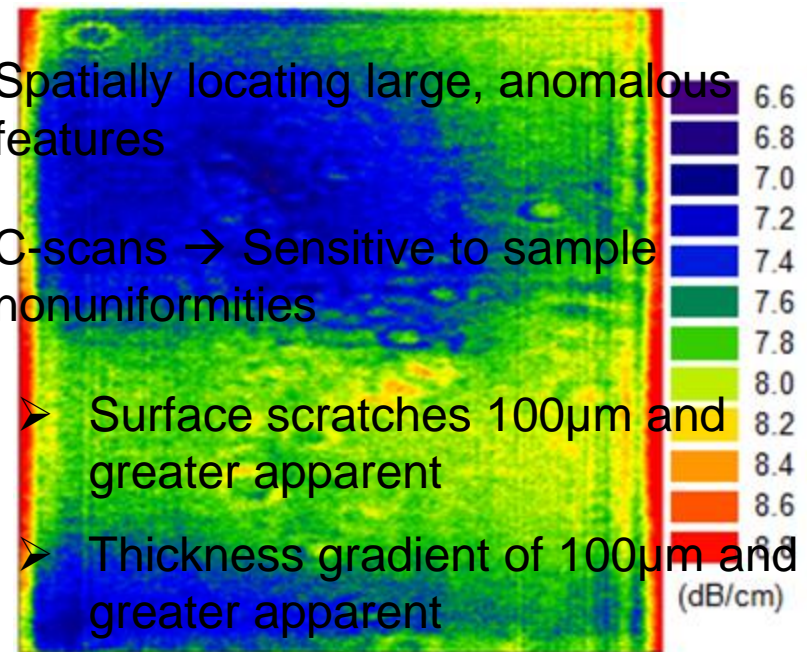 Spatially locating large, anomalous
features
C-scans → Sensitive to sample
nonuniformities
➢ Surface scratches 100µm and
greater apparent
➢ Thickness gradient of 100µm and
greater apparent
6.6
6.8
7.0
7.2
7.4
7.6
7.8
8.0
8.2
8.4
8.6
8.8
(dB/cm)